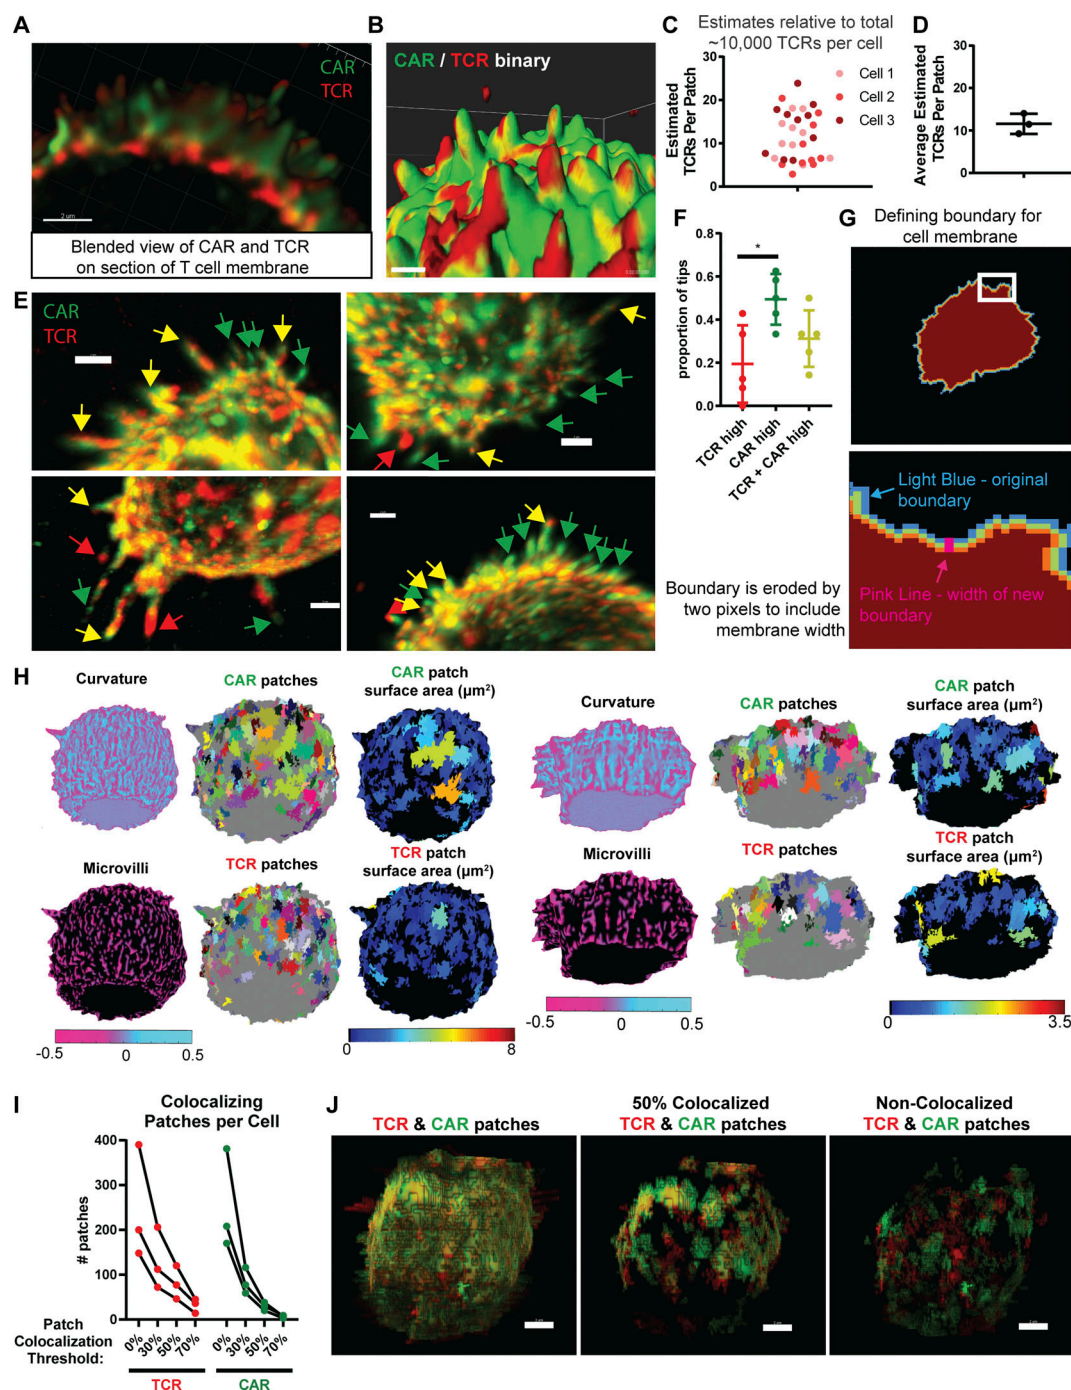 A
CAR
TCR
2 um
Blended view of CAR and TCR
on section of T cell membrane
B
CAR / TCR binary
C
Estimates relative to total
~10,000 TCRs per cell
Estimated
TCRs Per Patch
30
20
10
0
Cell 1
Cell 2
Cell 3
D
Average Estimated
TCRs Per Patch
30
20
10
0
E
CAR
TCR
F
proportion of tips
0.8
0.6
0.4
0.2
0.0
*
TCR high
CAR high
TCR + CAR high
G
Defining boundary for
cell membrane
Light Blue - original
boundary
Pink Line - width of new
boundary
Boundary is eroded by
two pixels to include
membrane width
H
Curvature
CAR patches
CAR patch
surface area (µm²)
Microvilli
TCR patches
TCR patch
surface area (µm²)
-0.5
0
0.5
0
8
Curvature
CAR patches
CAR patch
surface area (µm²)
Microvilli
TCR patches
TCR patch
surface area (µm²)
-0.5
0
0.5
0
3.5
I
Colocalizing
Patches per Cell
# patches
400
300
200
100
0
Patch
Colocalization
Threshold:
0%
30%
50%
70%
0%
30%
50%
70%
TCR
CAR
J
TCR & CAR patches
50% Colocalized
TCR & CAR patches
Non-Colocalized
TCR & CAR patches